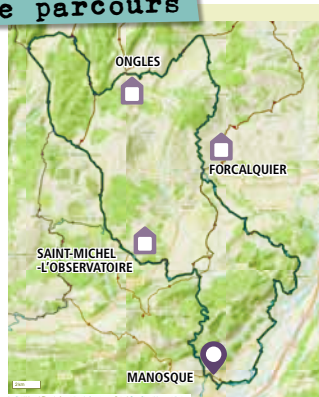 e parcours
ONGLES
FORCALQUIER
SAINT-MICHEL
-L'OBSERVATOIRE
MANOSQUE